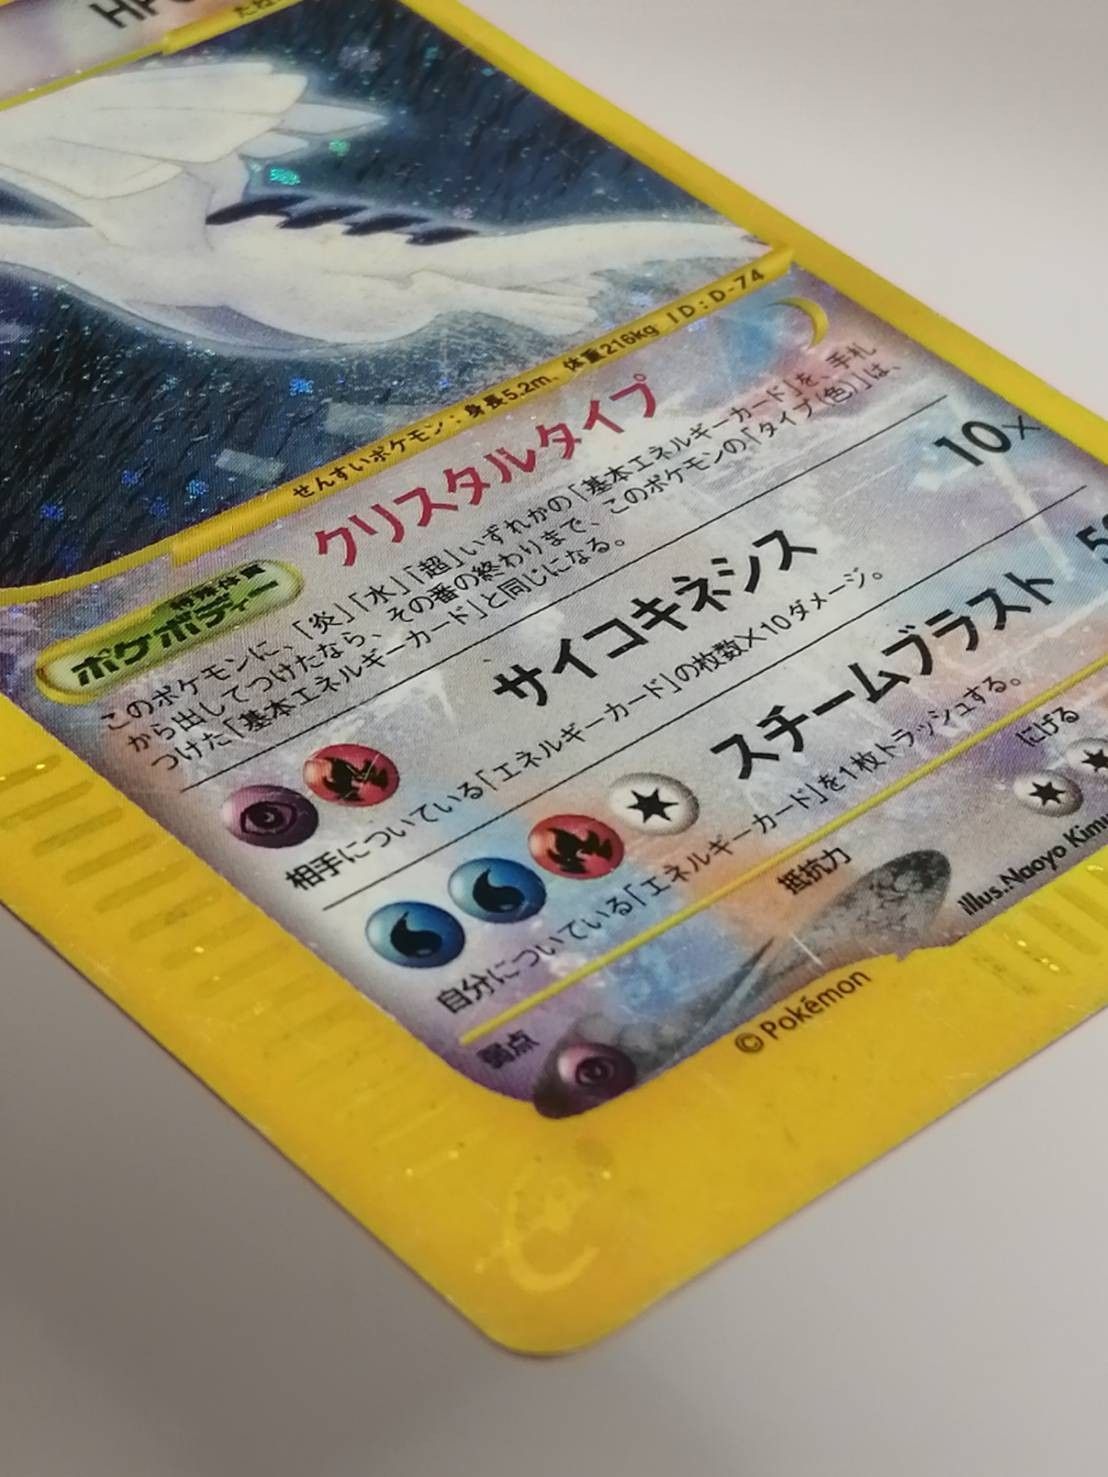 HP
たね
せんすいポケモン：身長5.2m、体重216kg ID:D-74
特殊体質
ポケボディー
クリスタルタイプ
このポケモンに、「炎」「水」「超」いずれかの「基本エネルギーカード」を、手札
から出してつけたなら、その番の終わりまで、このポケモンの「タイプ(色)」は、
つけた「基本エネルギーカード」と同じになる。
サイコキネシス 10×
相手についている「エネルギーカード」の枚数×10ダメージ。
スチームブラスト
自分についている「エネルギーカード」を1枚トラッシュする。
弱点 抵抗力 にげる
Illus.Naoyo
©Pokémon